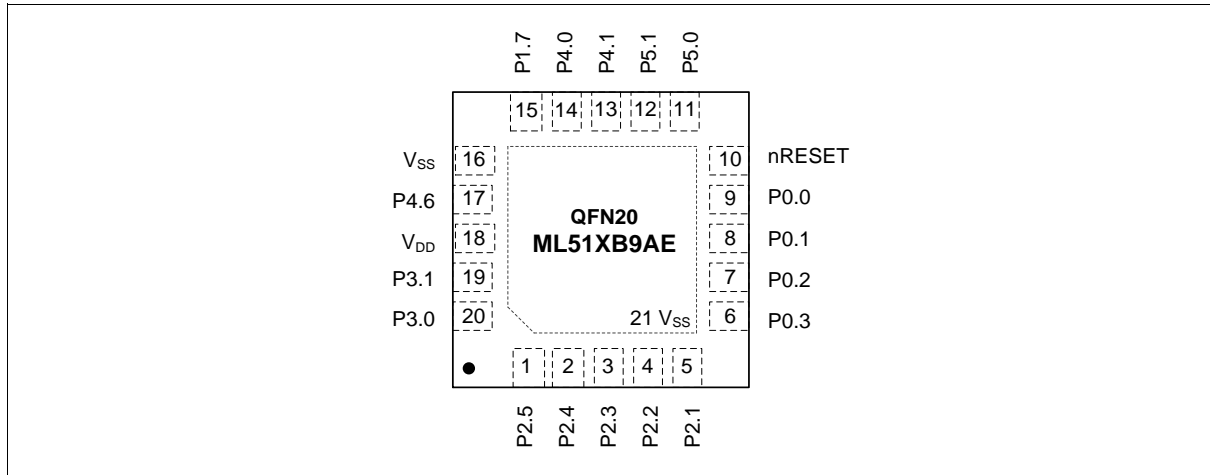 P1.7 P4.0 P4.1 P5.1 P5.0
15 14 13 12 11
VSS 16 10 nRESET
P4.6 17 9 P0.0
QFN20
VDD 18 ML51XB9AE 8 P0.1
P3.1 19 7 P0.2
P3.0 20 21 VSS 6 P0.3
1 2 3 4 5
P2.5 P2.4 P2.3 P2.2 P2.1